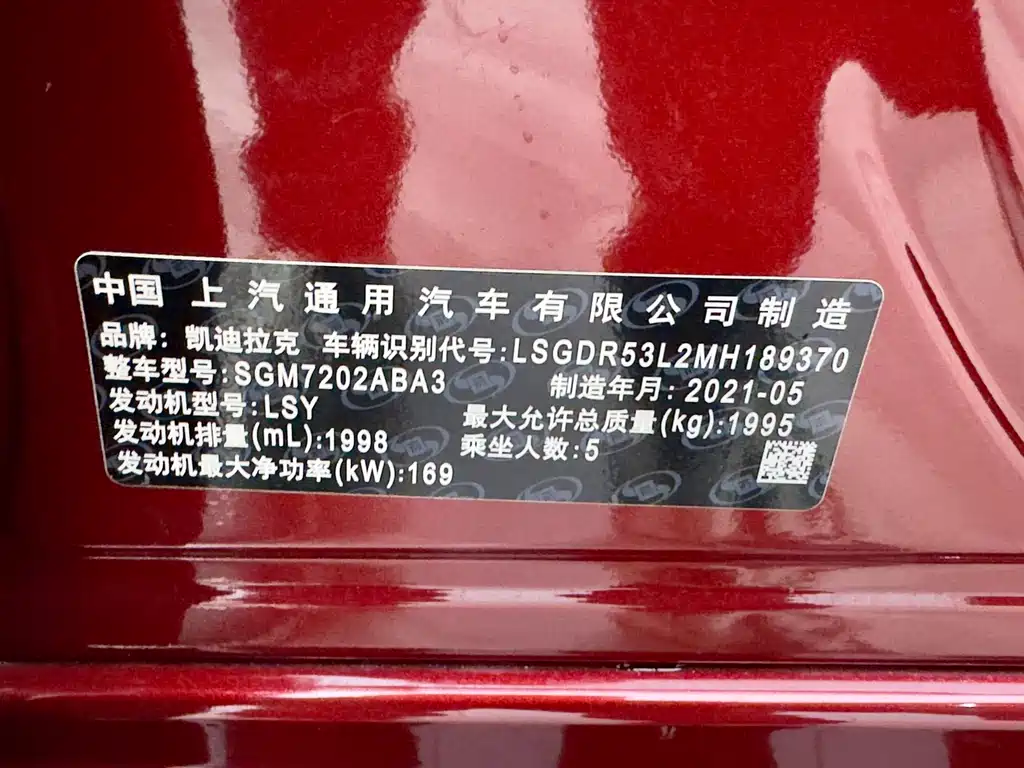 中国上汽通用汽车有限公司制造
品牌: 凯迪拉克 车辆识别代号:LSGDR53L2MH189370
整车型号:SGM7202ABA3 制造年月: 2021-05
发动机型号:LSY 最大允许总质量(kg):1995
发动机排量(mL):1998 乘坐人数:5
发动机最大净功率(kW):169